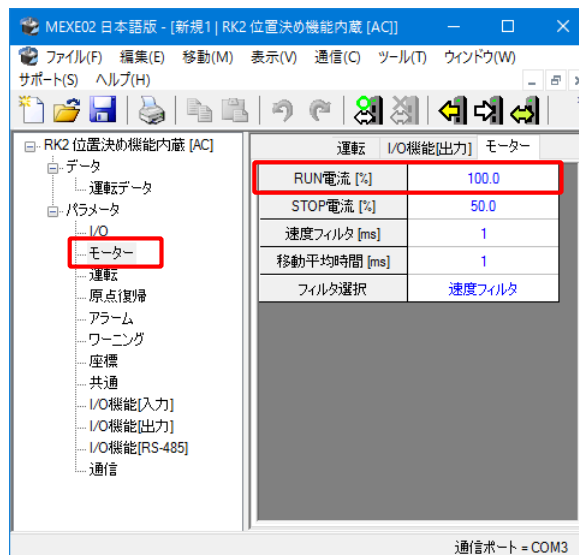 MEXE02 日本語版 - [新規1 | RK2 位置決め機能内蔵 [AC]]
ファイル(F) 編集(E) 移動(M) 表示(V) 通信(C) ツール(T) ウィンドウ(W)
サポート(S) ヘルプ(H)
RK2 位置決め機能内蔵 [AC]
データ
運転データ
パラメータ
I/O
モーター
運転
原点復帰
アラーム
ワーニング
座標
共通
I/O機能[入力]
I/O機能[出力]
I/O機能[RS-485]
通信
運転 I/O機能[出力] モーター
RUN電流 [%] 100.0
STOP電流 [%] 50.0
速度フィルタ [ms] 1
移動平均時間 [ms] 1
フィルタ選択 速度フィルタ
通信ポート = COM3